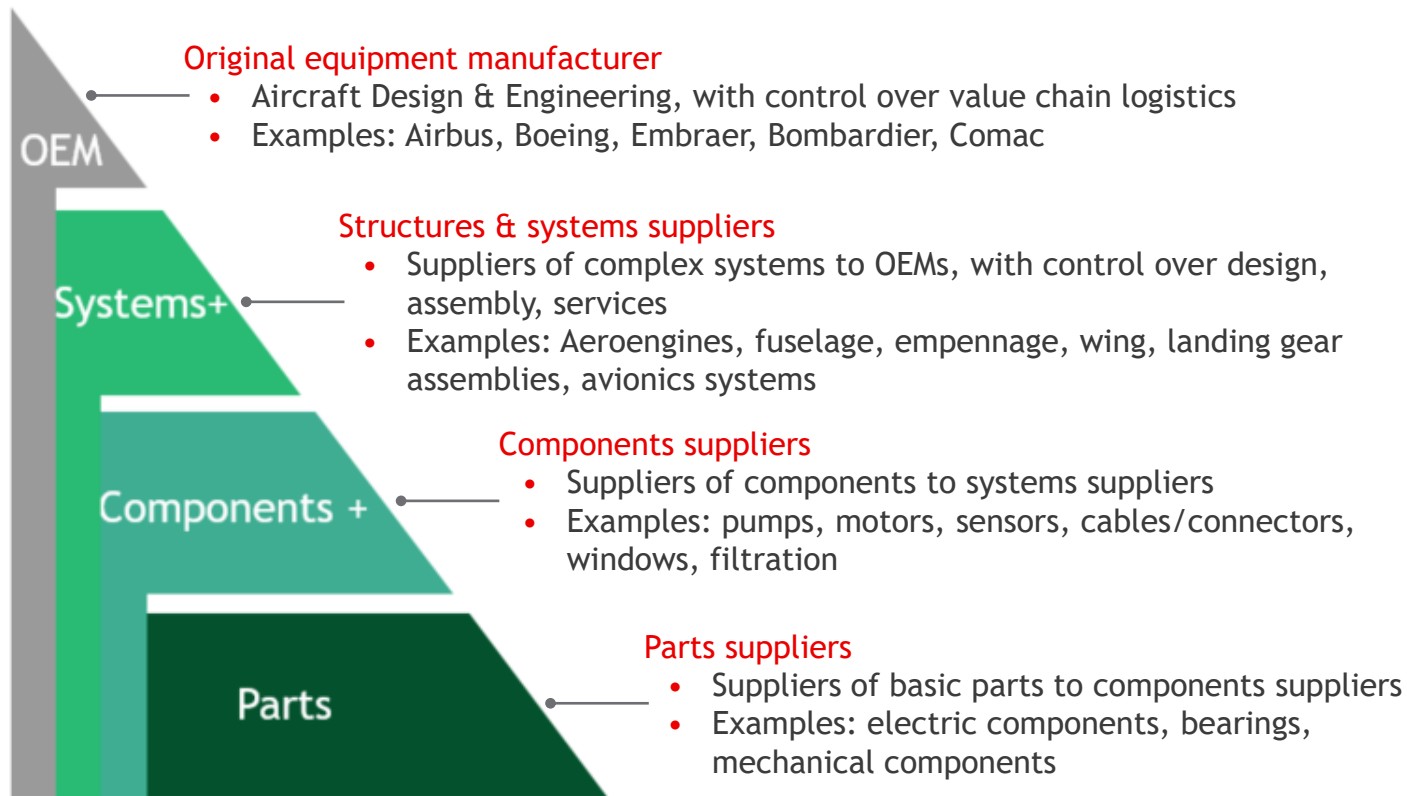 Original equipment manufacturer
• Aircraft Design & Engineering, with control over value chain logistics
• Examples: Airbus, Boeing, Embraer, Bombardier, Comac
OEM
Structures & systems suppliers
• Suppliers of complex systems to OEMs, with control over design,
assembly, services
• Examples: Aeroengines, fuselage, empennage, wing, landing gear
assemblies, avionics systems
Systems+
Components suppliers
• Suppliers of components to systems suppliers
• Examples: pumps, motors, sensors, cables/connectors,
windows, filtration
Components +
Parts suppliers
• Suppliers of basic parts to components suppliers
• Examples: electric components, bearings,
mechanical components
Parts